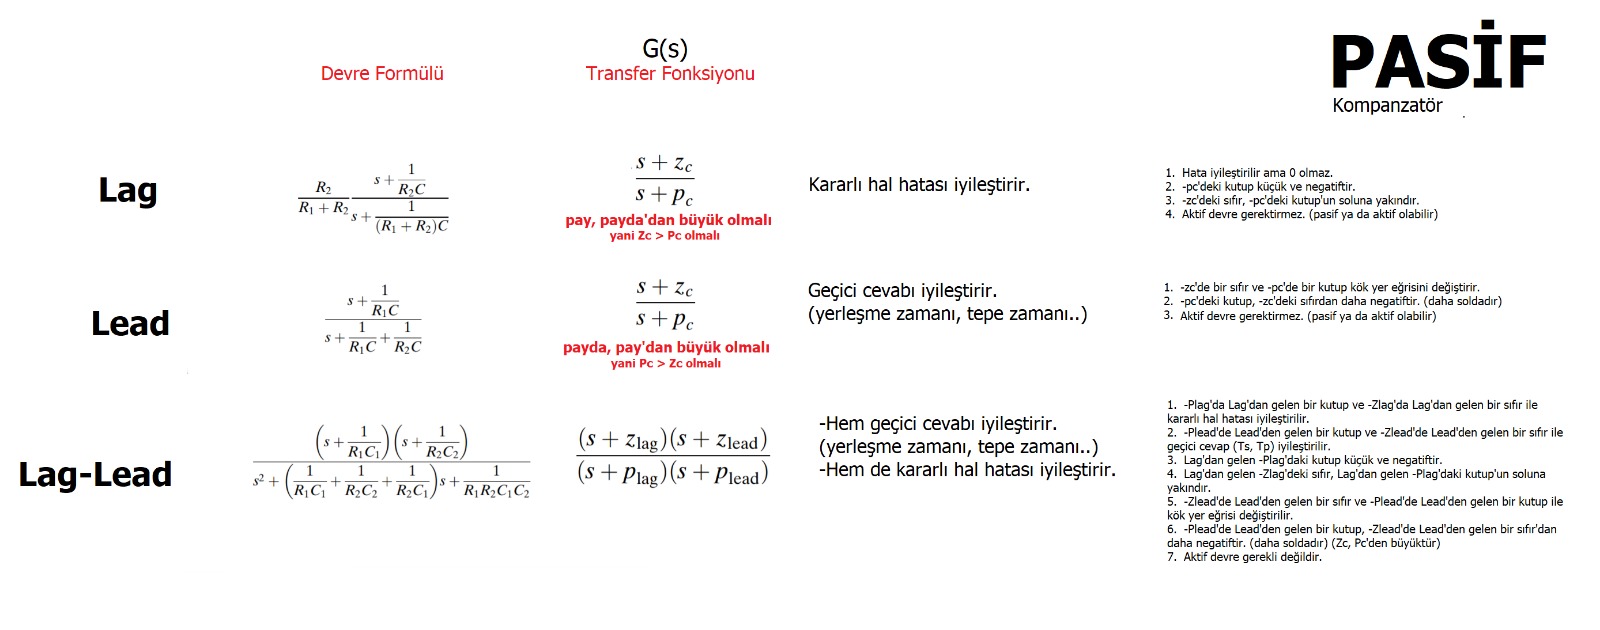 G(s)
Devre Formülü
Transfer Fonksiyonu
PASİF
Kompanzatör
Lag
\frac{R_2}{R_1 + R_2} \frac{s + \frac{1}{R_2C}}{s + \frac{1}{(R_1 + R_2)C}}
\frac{s + z_c}{s + p_c}
pay, payda'dan büyük olmalı
yani Zc > Pc olmalı
Kararlı hal hatası iyileştirir.
1. Hata iyileştirilir ama 0 olmaz.
2. -pc'deki kutup küçük ve negatiftir.
3. -zc'deki sıfır, -pc'deki kutup'un soluna yakındır.
4. Aktif devre gerektirmez. (pasif ya da aktif olabilir)
Lead
\frac{s + \frac{1}{R_1C}}{s + \frac{1}{R_1C} + \frac{1}{R_2C}}
\frac{s + z_c}{s + p_c}
payda, pay'dan büyük olmalı
yani Pc > Zc olmalı
Geçici cevabı iyileştirir.
(yerleşme zamanı, tepe zamanı..)
1. -zc'de bir sıfır ve -pc'de bir kutup kök yer eğrisini değiştirir.
2. -pc'deki kutup, -zc'deki sıfırdan daha negatiftir. (daha soldadır)
3. Aktif devre gerektirmez. (pasif ya da aktif olabilir)
Lag-Lead
\frac{\left(s + \frac{1}{R_1C_1}\right)\left(s + \frac{1}{R_2C_2}\right)}{s^2 + \left(\frac{1}{R_1C_1} + \frac{1}{R_2C_2} + \frac{1}{R_2C_1}\right)s + \frac{1}{R_1R_2C_1C_2}}
\frac{(s + z_{lag})(s + z_{lead})}{(s + p_{lag})(s + p_{lead})}
-Hem geçici cevabı iyileştirir.
(yerleşme zamanı, tepe zamanı..)
-Hem de kararlı hal hatası iyileştirir.
1. -Plag'da Lag'dan gelen bir kutup ve -Zlag'da Lag'dan gelen bir sıfır ile
kararlı hal hatası iyileştirilir.
2. -Plead'de Lead'den gelen bir kutup ve -Zlead'de Lead'den gelen bir sıfır ile
geçici cevap (Ts, Tp) iyileştirilir.
3. Lag'dan gelen -Plag'daki kutup küçük ve negatiftir.
4. Lag'dan gelen -Zlag'deki sıfır, Lag'dan gelen -Plag'daki kutup'un soluna
yakındır.
5. -Zlead'de Lead'den gelen bir sıfır ve -Plead'de Lead'den gelen bir kutup ile
kök yer eğrisi değiştirilir.
6. -Plead'de Lead'den gelen bir kutup, -Zlead'de Lead'den gelen bir sıfır'dan
daha negatiftir. (daha soldadır) (Zc, Pc'den büyüktür)
7. Aktif devre gerekli değildir.